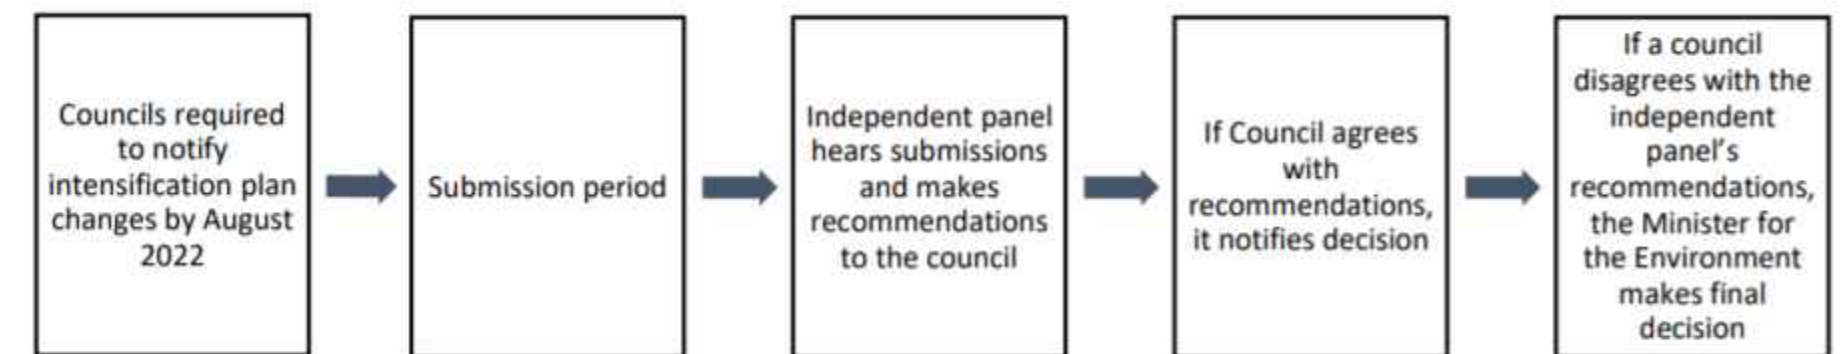 Councils required
to notify
intensification plan
changes by August
2022
Submission period
Independent panel
hears submissions
and makes
recommendations
to the council
If Council agrees
with
recommendations,
it notifies decision
If a council
disagrees with the
independent
panel's
recommendations,
the Minister for
the Environment
makes final
decision